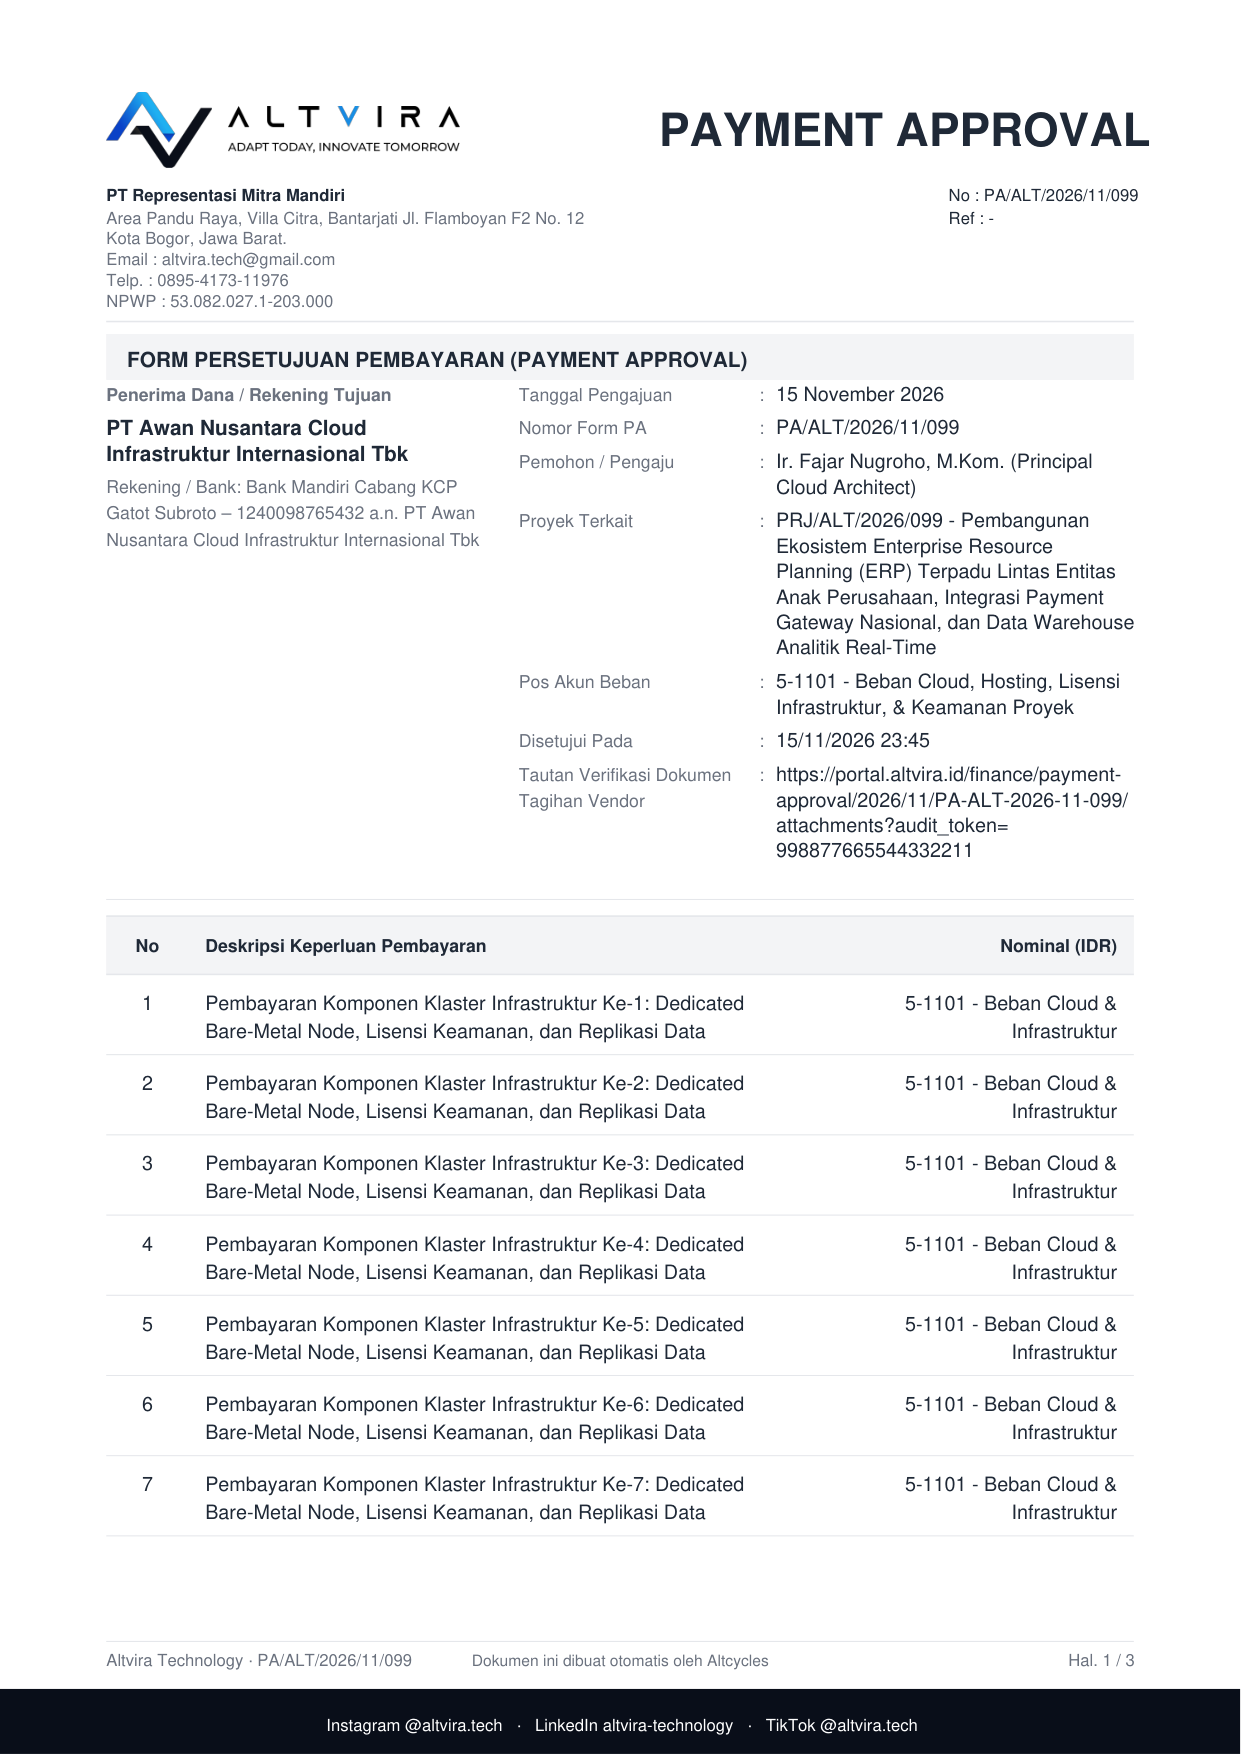 ALTVIRA
ADAPT TODAY, INNOVATE TOMORROW
PAYMENT APPROVAL
PT Representasi Mitra Mandiri
Area Pandu Raya, Villa Citra, Bantarjati Jl. Flamboyan F2 No. 12
Kota Bogor, Jawa Barat.
Email : altvira.tech@gmail.com
Telp. : 0895-4173-11976
NPWP : 53.082.027.1-203.000
No : PA/ALT/2026/11/099
Ref : -
FORM PERSETUJUAN PEMBAYARAN (PAYMENT APPROVAL)
Penerima Dana / Rekening Tujuan
PT Awan Nusantara Cloud
Infrastruktur Internasional Tbk
Rekening / Bank: Bank Mandiri Cabang KCP
Gatot Subroto – 1240098765432 a.n. PT Awan
Nusantara Cloud Infrastruktur Internasional Tbk
Tanggal Pengajuan : 15 November 2026
Nomor Form PA : PA/ALT/2026/11/099
Pemohon / Pengaju : Ir. Fajar Nugroho, M.Kom. (Principal
Cloud Architect)
Proyek Terkait : PRJ/ALT/2026/099 - Pembangunan
Ekosistem Enterprise Resource
Planning (ERP) Terpadu Lintas Entitas
Anak Perusahaan, Integrasi Payment
Gateway Nasional, dan Data Warehouse
Analitik Real-Time
Pos Akun Beban : 5-1101 - Beban Cloud, Hosting, Lisensi
Infrastruktur, & Keamanan Proyek
Disetujui Pada : 15/11/2026 23:45
Tautan Verifikasi Dokumen : https://portal.altvira.id/finance/payment-
Tagihan Vendor approval/2026/11/PA-ALT-2026-11-099/
attachments?audit_token=
998877665544332211
No Deskripsi Keperluan Pembayaran Nominal (IDR)
1 Pembayaran Komponen Klaster Infrastruktur Ke-1: Dedicated 5-1101 - Beban Cloud &
Bare-Metal Node, Lisensi Keamanan, dan Replikasi Data Infrastruktur
2 Pembayaran Komponen Klaster Infrastruktur Ke-2: Dedicated 5-1101 - Beban Cloud &
Bare-Metal Node, Lisensi Keamanan, dan Replikasi Data Infrastruktur
3 Pembayaran Komponen Klaster Infrastruktur Ke-3: Dedicated 5-1101 - Beban Cloud &
Bare-Metal Node, Lisensi Keamanan, dan Replikasi Data Infrastruktur
4 Pembayaran Komponen Klaster Infrastruktur Ke-4: Dedicated 5-1101 - Beban Cloud &
Bare-Metal Node, Lisensi Keamanan, dan Replikasi Data Infrastruktur
5 Pembayaran Komponen Klaster Infrastruktur Ke-5: Dedicated 5-1101 - Beban Cloud &
Bare-Metal Node, Lisensi Keamanan, dan Replikasi Data Infrastruktur
6 Pembayaran Komponen Klaster Infrastruktur Ke-6: Dedicated 5-1101 - Beban Cloud &
Bare-Metal Node, Lisensi Keamanan, dan Replikasi Data Infrastruktur
7 Pembayaran Komponen Klaster Infrastruktur Ke-7: Dedicated 5-1101 - Beban Cloud &
Bare-Metal Node, Lisensi Keamanan, dan Replikasi Data Infrastruktur
Altvira Technology · PA/ALT/2026/11/099 Dokumen ini dibuat otomatis oleh Altcycles Hal. 1 / 3
Instagram @altvira.tech · LinkedIn altvira-technology · TikTok @altvira.tech